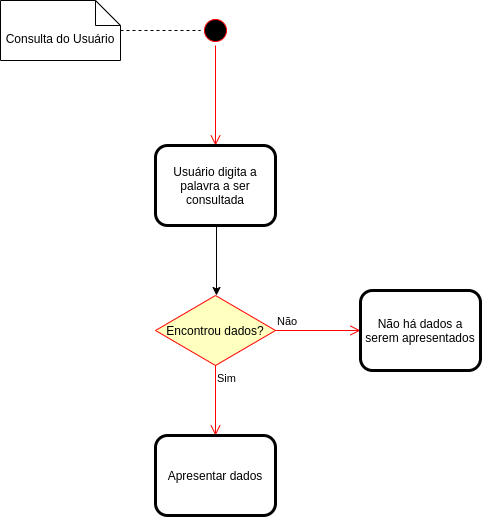 Consulta do Usuário
Usuário digita a
palavra a ser
consultada
Encontrou dados?
Não
Não há dados a
serem apresentados
Sim
Apresentar dados